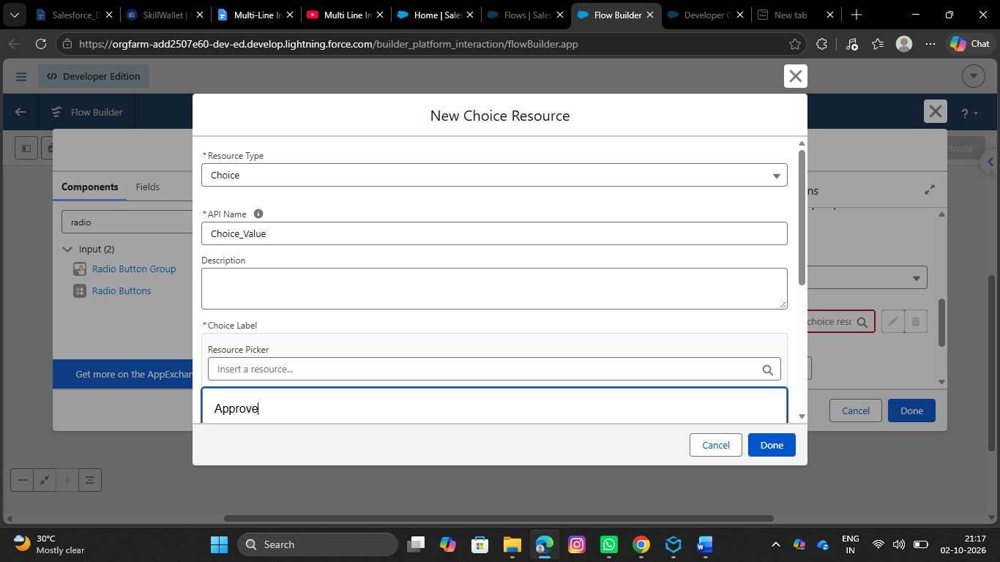 Salesforce_D
SkillWallet | D
Multi-Line In
Multi Line In
Home | Sales
Flows | Sales
Flow Builder
Developer C
New tab
https://orgfarm-add2507e60-dev-ed.develop.lightning.force.com/builder_platform_interaction/flowBuilder.app
Chat
</> Developer Edition
Flow Builder
?
ctivate
New Choice Resource
* Resource Type
Choice
* API Name
Choice_Value
Description
* Choice Label
Resource Picker
Insert a resource...
Approve
Cancel
Done
Components
Fields
radio
Input (2)
Radio Button Group
Radio Buttons
Get more on the AppExchan
ns
choice resc
Cancel
Done
30°C
Mostly clear
Search
ENG
IN
21:17
02-10-2026